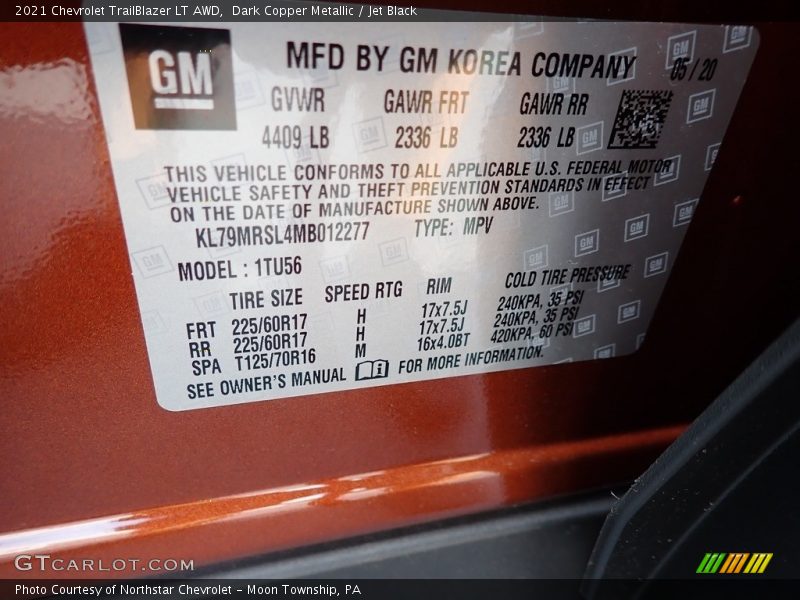 2021 Chevrolet TrailBlazer LT AWD,  Dark Copper Metallic / Jet Black
GM
MFD BY GM KOREA COMPANY
05 / 20
GVWR GAWR FRT GAWR RR
4409 LB 2336 LB 2336 LB
THIS VEHICLE CONFORMS TO ALL APPLICABLE U.S. FEDERAL MOTOR
VEHICLE SAFETY AND THEFT PREVENTION STANDARDS IN EFFECT
ON THE DATE OF MANUFACTURE SHOWN ABOVE.
KL79MRSL4MB012277 TYPE: MPV
MODEL : 1TU56
TIRE SIZE SPEED RTG RIM COLD TIRE PRESSURE
FRT 225/60R17 H 17x7.5J 240KPA, 35 PSI
RR 225/60R17 H 17x7.5J 240KPA, 35 PSI
SPA T125/70R16 M 16x4.0BT 420KPA, 60 PSI
SEE OWNER'S MANUAL FOR MORE INFORMATION.
GTCARLOT.COM
Photo Courtesy of Northstar Chevrolet – Moon Township, PA